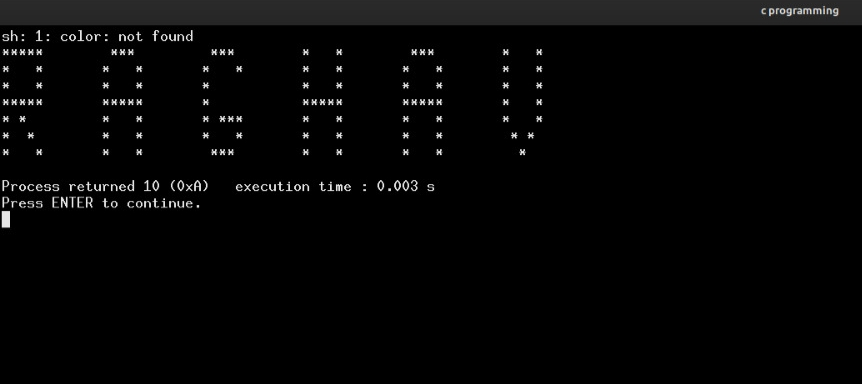 c programming
sh: 1: color: not found
*****        ***         ***        *   *        ***        *   *
*   *       *   *       *   *       *   *       *   *       *   *
*   *       *   *       *           *   *       *   *       *   *
*****       *****       *           *****       *****       *   *
* *         *   *       * ***       *   *       *   *       *   *
*  *        *   *       *   *       *   *       *   *        * *
*   *       *   *        ***        *   *       *   *         *
Process returned 10 (0xA)   execution time : 0.003 s
Press ENTER to continue.